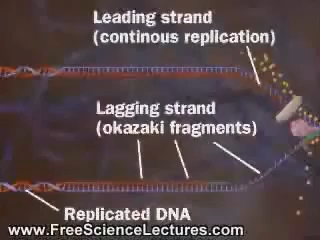 Leading strand
(continous replication)
Lagging strand
(okazaki fragments)
Replicated DNA
www.FreeScienceLectures.com